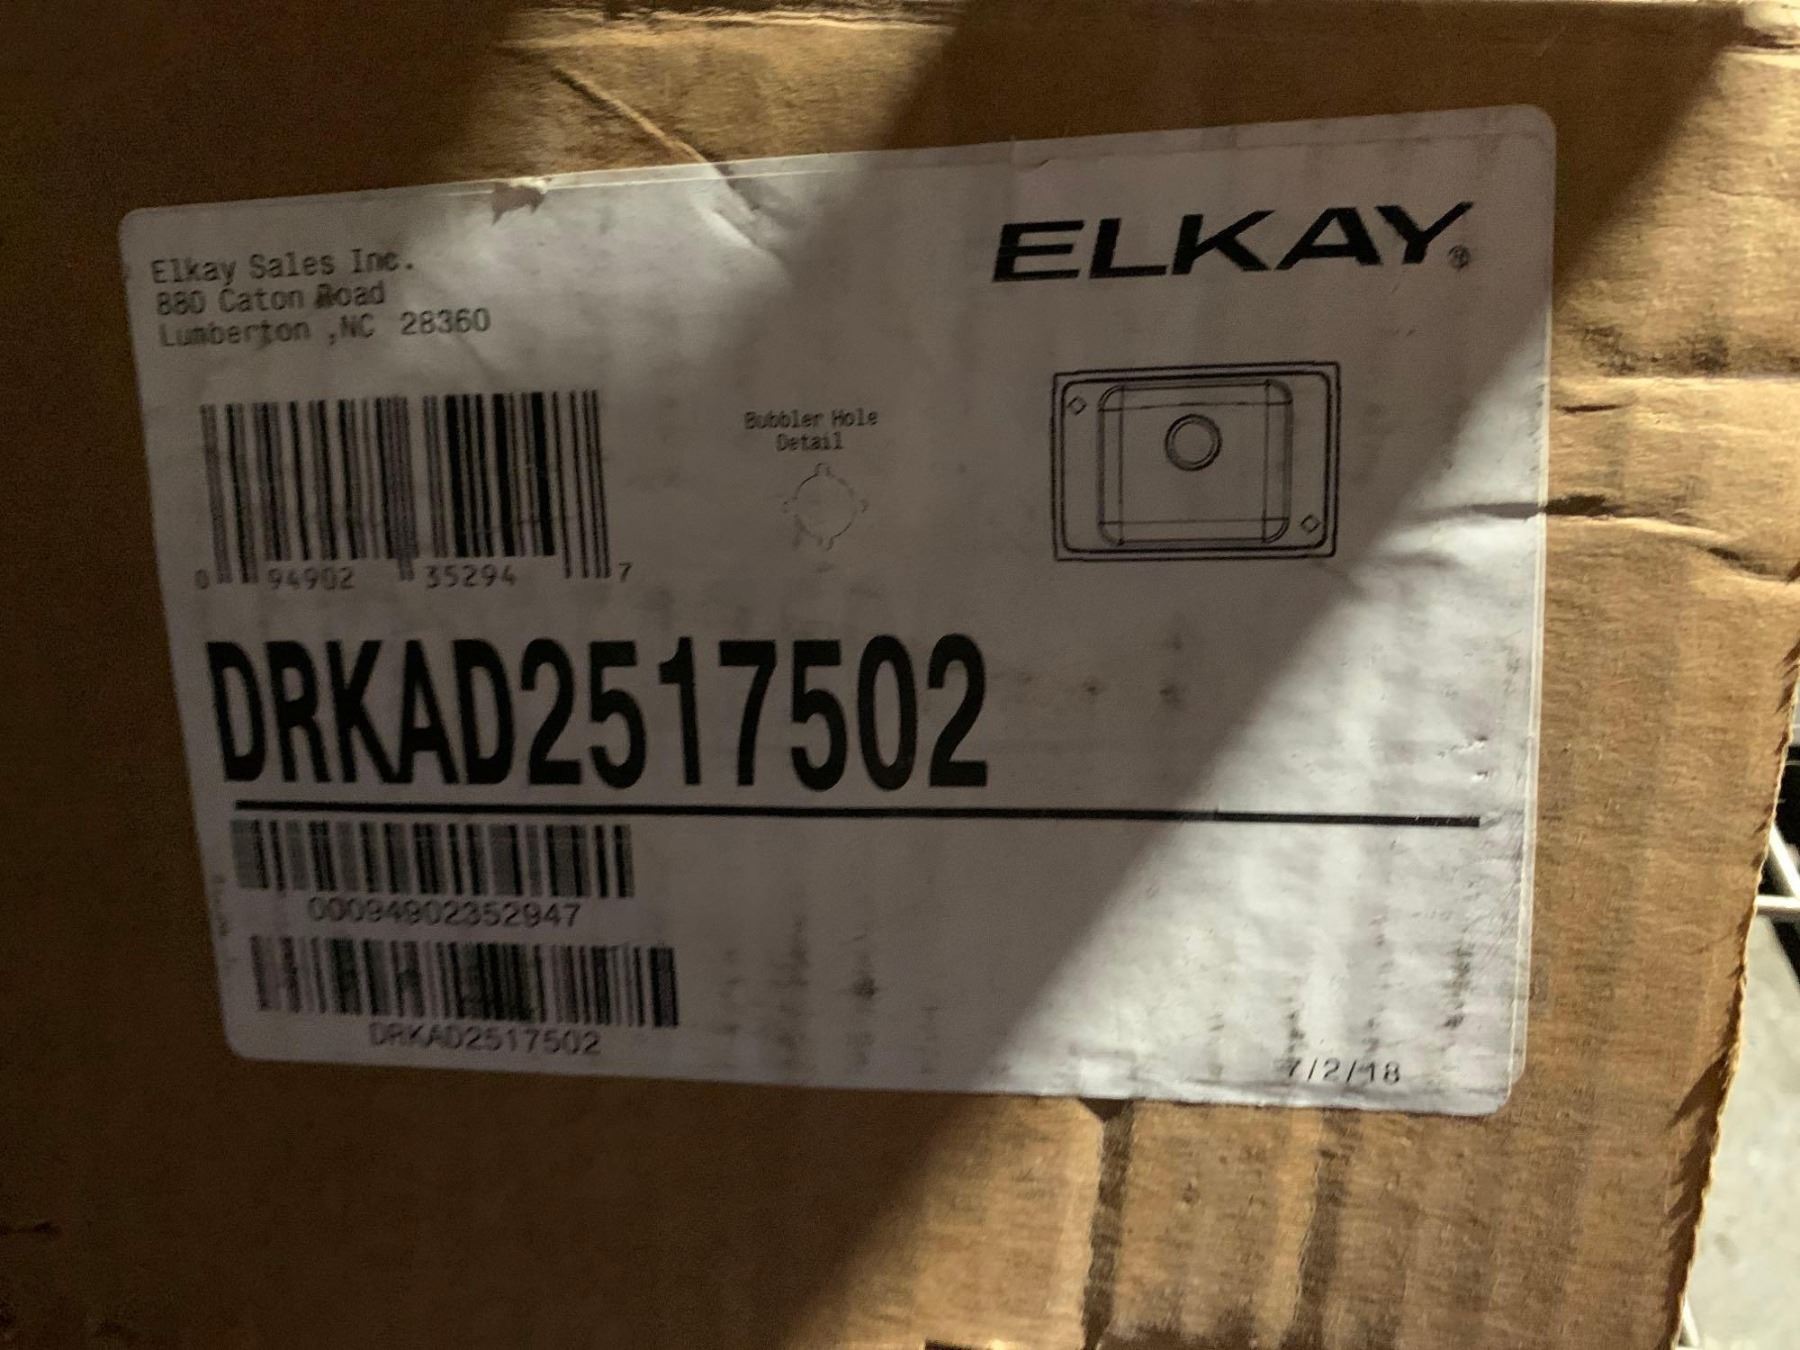 Elkay Sales Inc.
880 Caton Road
Lumberton ,NC 28360
ELKAY®
Bubbler Hole
Detail
0 94902 35294 7
DRKAD2517502
00094902352947
DRKAD2517502
7/2/18